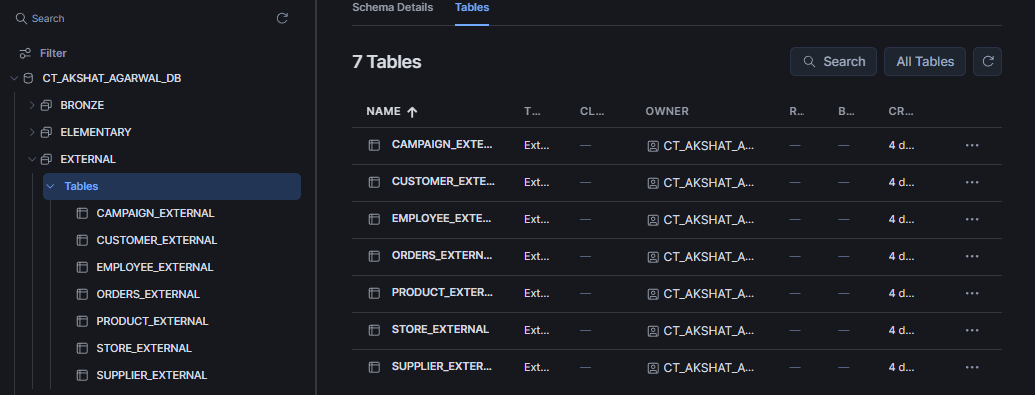 Search
Filter
CT_AKSHAT_AGARWAL_DB
BRONZE
ELEMENTARY
EXTERNAL
Tables
CAMPAIGN_EXTERNAL
CUSTOMER_EXTERNAL
EMPLOYEE_EXTERNAL
ORDERS_EXTERNAL
PRODUCT_EXTERNAL
STORE_EXTERNAL
SUPPLIER_EXTERNAL
Schema Details Tables
7 Tables Search All Tables
NAME T... CL... OWNER R... B... CR...
CAMPAIGN_EXTE... Ext... — CT_AKSHAT_A... — — 4 d... ...
CUSTOMER_EXTE... Ext... — CT_AKSHAT_A... — — 4 d... ...
EMPLOYEE_EXTE... Ext... — CT_AKSHAT_A... — — 4 d... ...
ORDERS_EXTERN... Ext... — CT_AKSHAT_A... — — 4 d... ...
PRODUCT_EXTER... Ext... — CT_AKSHAT_A... — — 4 d... ...
STORE_EXTERNAL Ext... — CT_AKSHAT_A... — — 4 d... ...
SUPPLIER_EXTER... Ext... — CT_AKSHAT_A... — — 4 d... ...